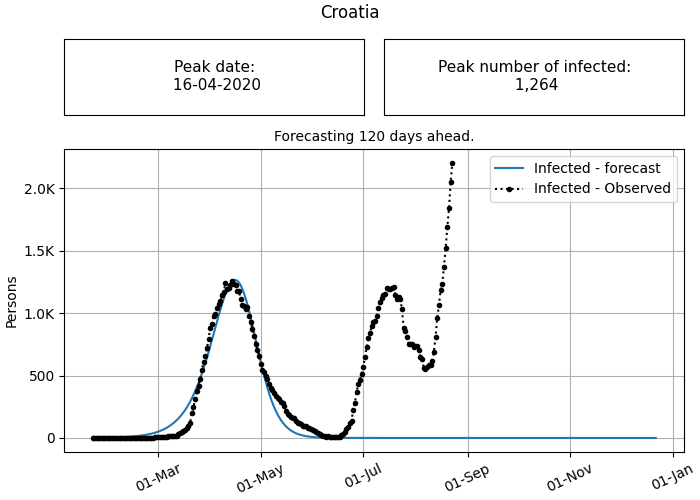 Croatia
Peak date:
16-04-2020
Peak number of infected:
1,264
Forecasting 120 days ahead.
Infected - forecast
Infected - Observed
2.0K
1.5K
1.0K
500
0
Persons
01-Mar
01-May
01-Jul
01-Sep
01-Nov
01-Jan